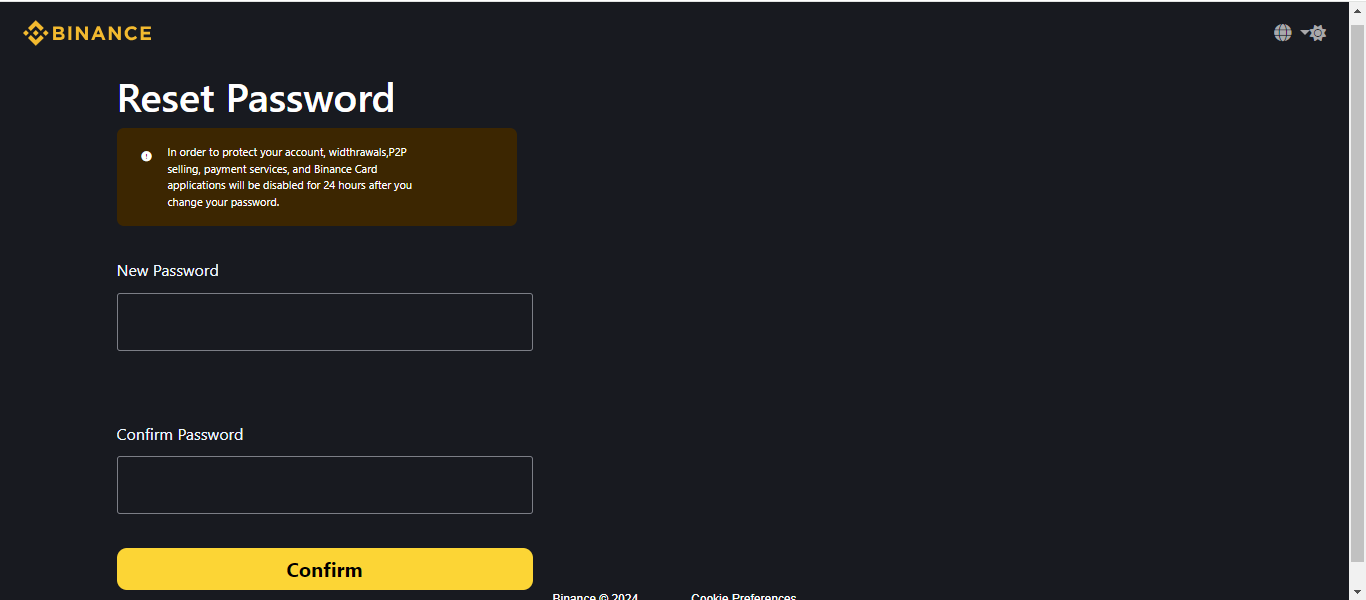 BINANCE
Reset Password
In order to protect your account, widthrawals,P2P
selling, payment services, and Binance Card
applications will be disabled for 24 hours after you
change your password.
New Password
Confirm Password
Confirm
Binance © 2024 Cookie Preferences